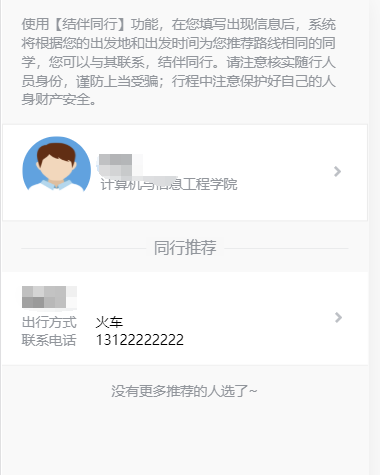 使用【结伴同行】功能，在您填写出现信息后，系统
将根据您的出发地和出发时间为您推荐路线相同的同
学，您可以与其联系，结伴同行。请注意核实随行人
员身份，谨防上当受骗；行程中注意保护好自己的人
身财产安全。
计算机与信息工程学院
同行推荐
出行方式 火车
联系电话 13122222222
没有更多推荐的人选了~